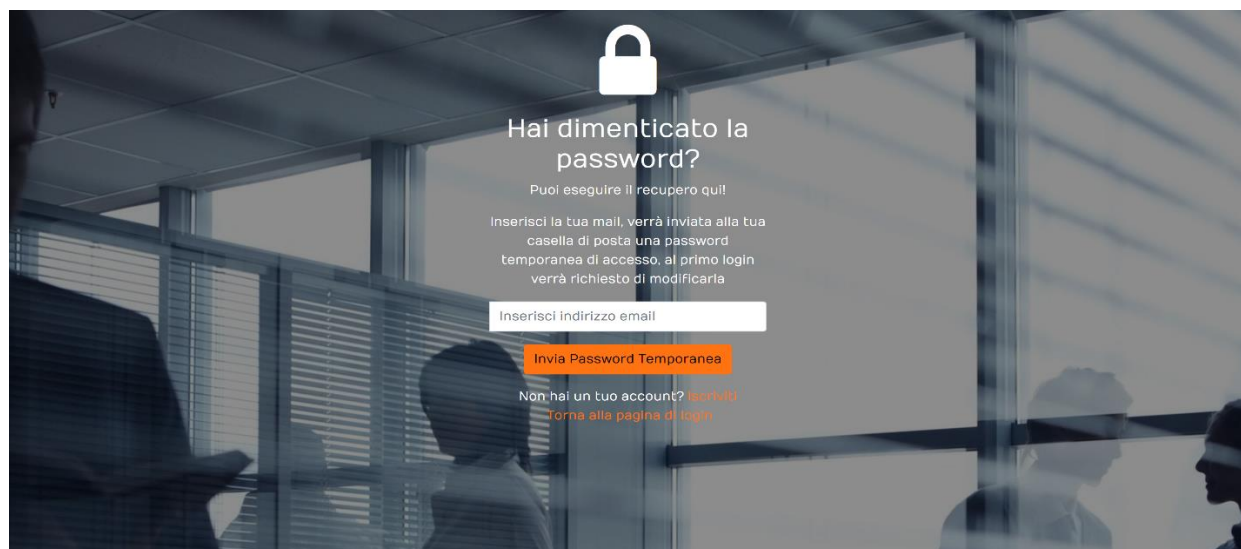 Hai dimenticato la
password?
Puoi eseguire il recupero qui!
Inserisci la tua mail, verrà inviata alla tua
casella di posta una password
temporanea di accesso, al primo login
verrà richiesto di modificarla
Inserisci indirizzo email
Invia Password Temporanea
Non hai un tuo account? Iscriviti
Torna alla pagina di login